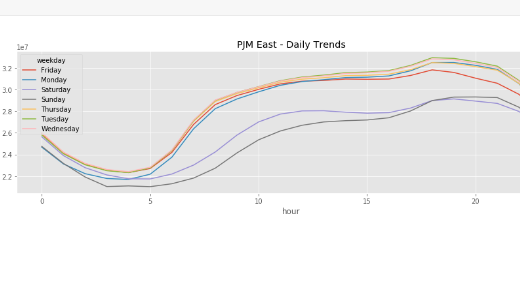 PJM East - Daily Trends
1e7
weekday
Friday
Monday
Saturday
Sunday
Thursday
Tuesday
Wednesday
3.2
3.0
2.8
2.6
2.4
2.2
0 5 10 15 20
hour